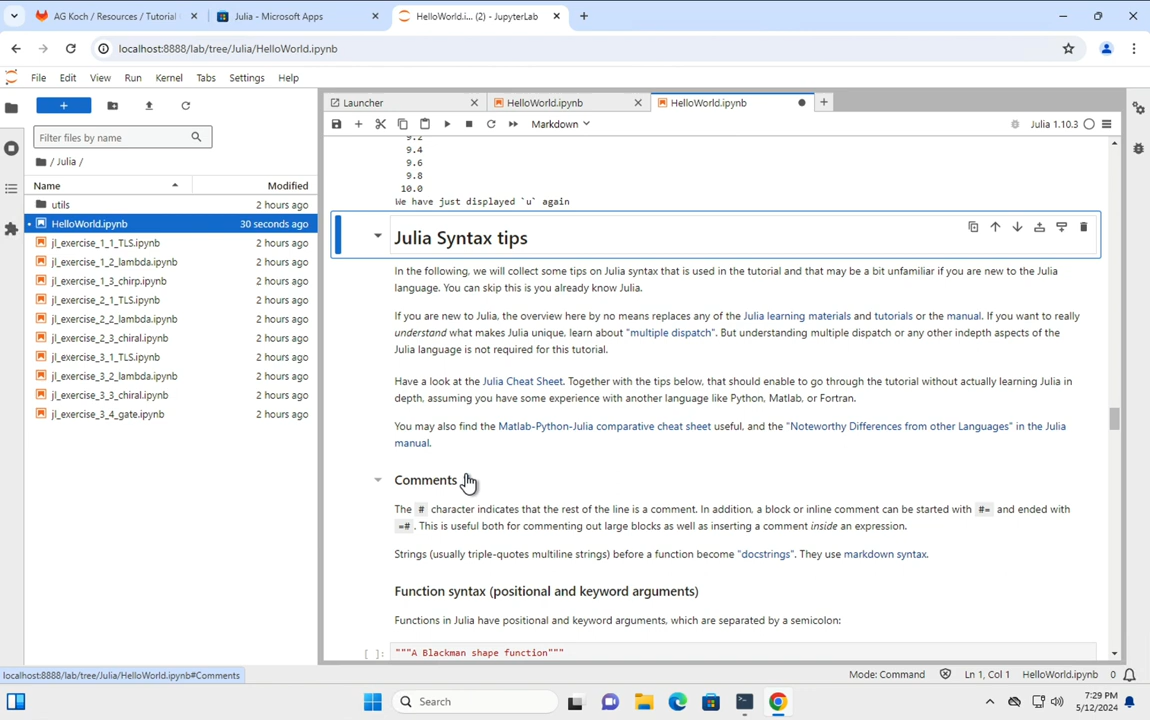 AG Koch / Resources / Tutorial
Julia - Microsoft Apps
HelloWorld.i... (2) - JupyterLab
localhost:8888/lab/tree/Julia/HelloWorld.ipynb
File Edit View Run Kernel Tabs Settings Help
Launcher
HelloWorld.ipynb
HelloWorld.ipynb
Markdown
Julia 1.10.3
Filter files by name
/ Julia /
Name Modified
utils 2 hours ago
HelloWorld.ipynb 30 seconds ago
jl_exercise_1_1_TLS.ipynb 2 hours ago
jl_exercise_1_2_lambda.ipynb 2 hours ago
jl_exercise_1_3_chirp.ipynb 2 hours ago
jl_exercise_2_1_TLS.ipynb 2 hours ago
jl_exercise_2_2_lambda.ipynb 2 hours ago
jl_exercise_2_3_chiral.ipynb 2 hours ago
jl_exercise_3_1_TLS.ipynb 2 hours ago
jl_exercise_3_2_lambda.ipynb 2 hours ago
jl_exercise_3_3_chiral.ipynb 2 hours ago
jl_exercise_3_4_gate.ipynb 2 hours ago
9.2
9.4
9.6
9.8
10.0
We have just displayed `u` again
Julia Syntax tips
In the following, we will collect some tips on Julia syntax that is used in the tutorial and that may be a bit unfamiliar if you are new to the Julia
language. You can skip this is you already know Julia.
If you are new to Julia, the overview here by no means replaces any of the Julia learning materials and tutorials or the manual. If you want to really
understand what makes Julia unique, learn about "multiple dispatch". But understanding multiple dispatch or any other indepth aspects of the
Julia language is not required for this tutorial.
Have a look at the Julia Cheat Sheet. Together with the tips below, that should enable to go through the tutorial without actually learning Julia in
depth, assuming you have some experience with another language like Python, Matlab, or Fortran.
You may also find the Matlab-Python-Julia comparative cheat sheet useful, and the "Noteworthy Differences from other Languages" in the Julia
manual.
Comments
The # character indicates that the rest of the line is a comment. In addition, a block or inline comment can be started with #= and ended with
=# . This is useful both for commenting out large blocks as well as inserting a comment inside an expression.
Strings (usually triple-quotes multiline strings) before a function become "docstrings". They use markdown syntax.
Function syntax (positional and keyword arguments)
Functions in Julia have positional and keyword arguments, which are separated by a semicolon:
[ ]: """A Blackman shape function"""
localhost:8888/lab/tree/Julia/HelloWorld.ipynb#Comments
Mode: Command Ln 1, Col 1 HelloWorld.ipynb 0
Search
7:29 PM
5/12/2024